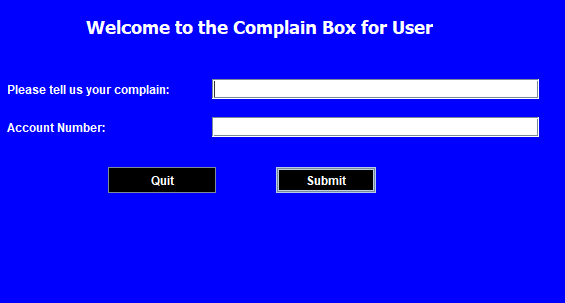 Welcome to the Complain Box for User
Please tell us your complain:
Account Number:
Quit Submit